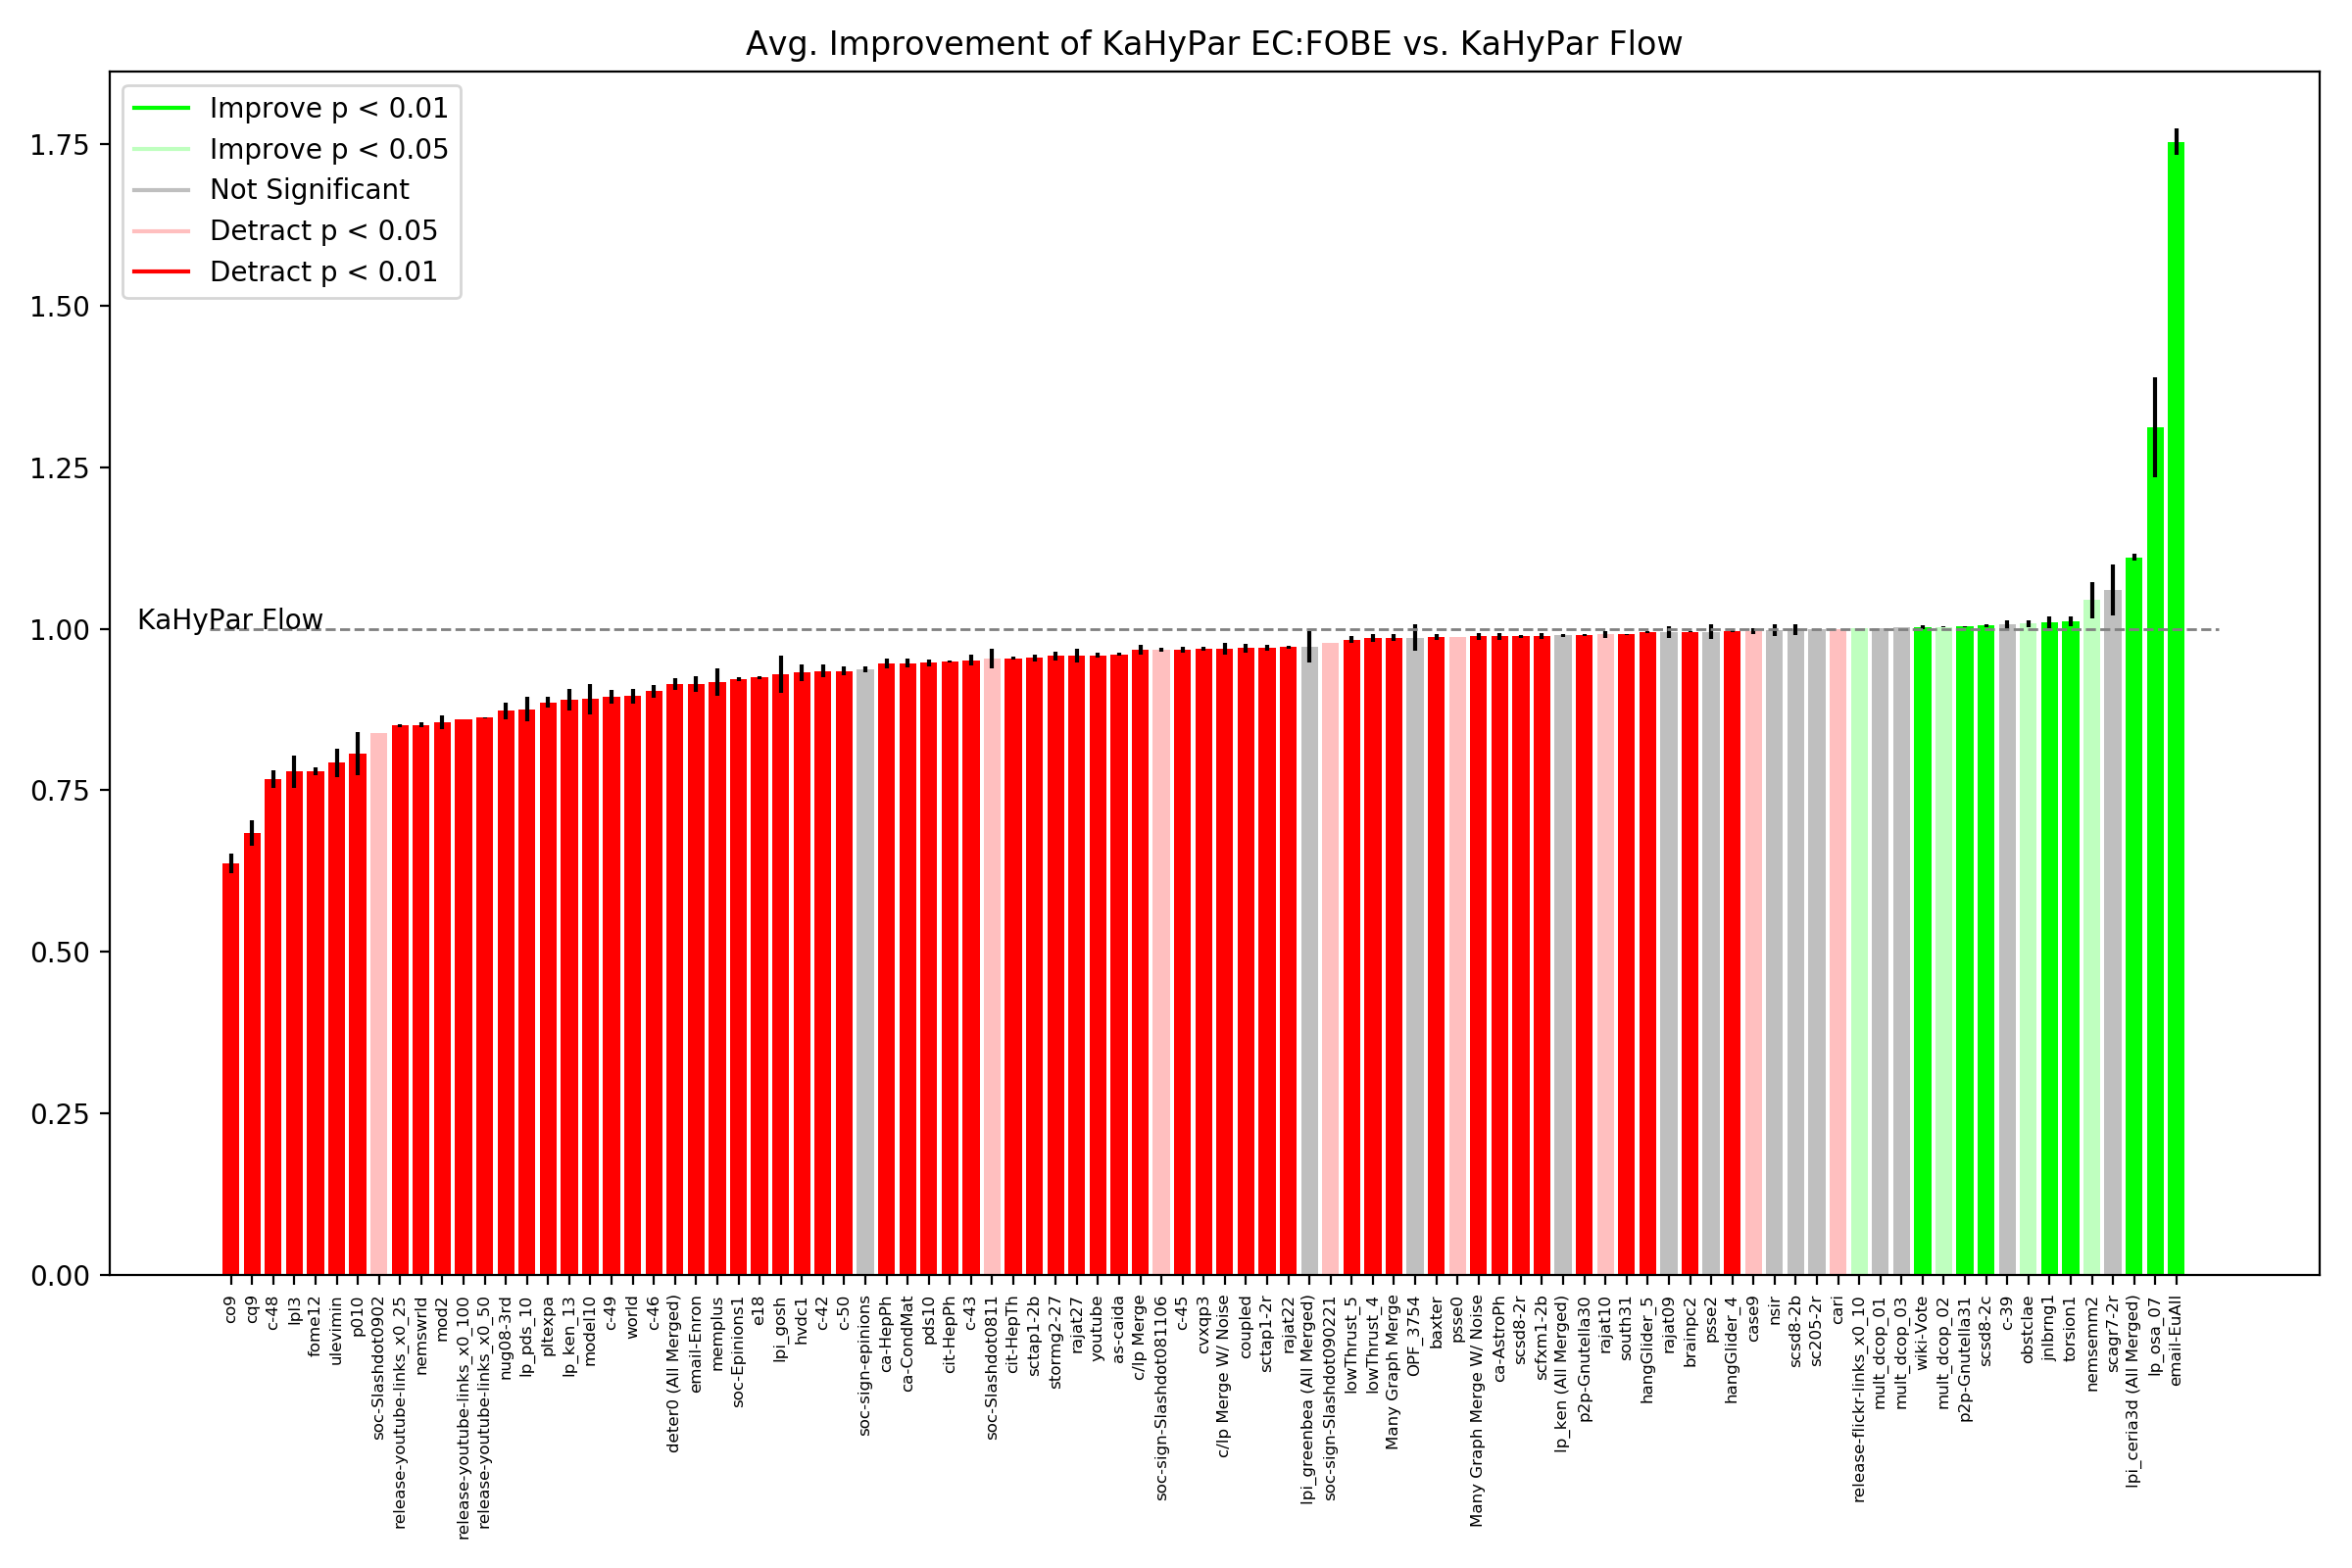 Avg. Improvement of KaHyPar EC:FOBE vs. KaHyPar Flow
Improve p < 0.01
Improve p < 0.05
Not Significant
Detract p < 0.05
Detract p < 0.01
1.75
1.50
1.25
1.00
0.75
0.50
0.25
0.00
KaHyPar Flow
co9
cq9
c-48
lpl3
fome12
ulevimin
p010
soc-Slashdot0902
release-youtube-links_x0_25
nemswrld
mod2
release-youtube-links_x0_100
release-youtube-links_x0_50
nug08-3rd
lp_pds_10
pltexpa
lp_ken_13
model10
c-49
world
c-46
deter0 (All Merged)
email-Enron
memplus
soc-Epinions1
e18
lpi_gosh
hvdc1
c-42
c-50
soc-sign-epinions
ca-HepPh
ca-CondMat
pds10
cit-HepPh
c-43
soc-Slashdot0811
cit-HepTh
sctap1-2b
stormg2-27
rajat27
youtube
as-caida
c/lp Merge
soc-sign-Slashdot081106
c-45
cvxqp3
c/lp Merge W/ Noise
coupled
sctap1-2r
rajat22
lpi_greenbea (All Merged)
soc-sign-Slashdot090221
lowThrust_5
lowThrust_4
Many Graph Merge
OPF_3754
baxter
psse0
Many Graph Merge W/ Noise
ca-AstroPh
scsd8-2r
scfxm1-2b
lp_ken (All Merged)
p2p-Gnutella30
rajat10
south31
hangGlider_5
rajat09
brainpc2
psse2
hangGlider_4
case9
nsir
scsd8-2b
sc205-2r
cari
release-flickr-links_x0_10
mult_dcop_01
mult_dcop_03
wiki-Vote
mult_dcop_02
p2p-Gnutella31
scsd8-2c
c-39
obstclae
jnlbrng1
torsion1
nemsemm2
scagr7-2r
lpi_ceria3d (All Merged)
lp_osa_07
email-EuAll